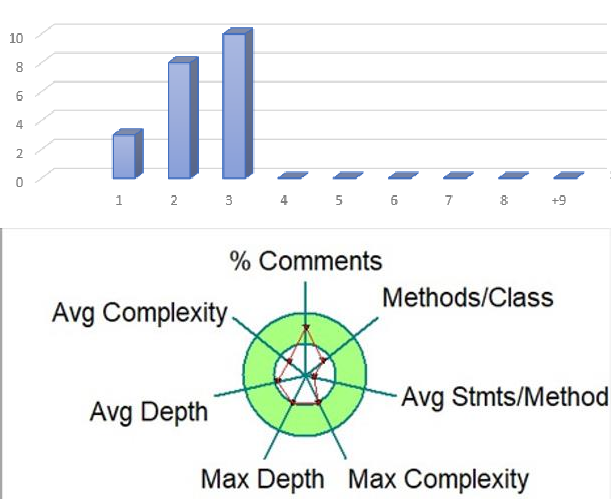 10
8
6
4
2
0
1 2 3 4 5 6 7 8 +9
% Comments
Avg Complexity
Methods/Class
Avg Depth
Avg Stmts/Method
Max Depth
Max Complexity